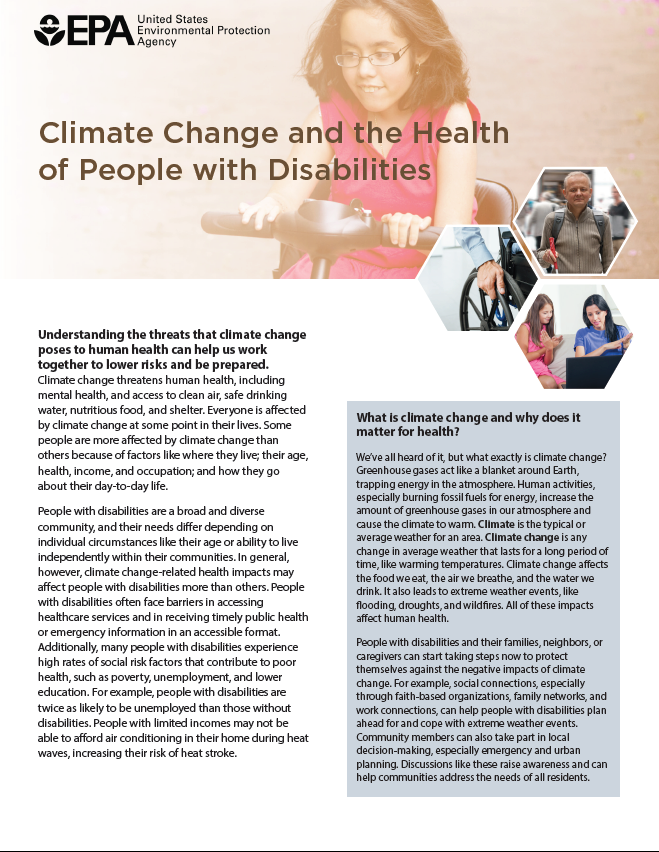 EPA
United States
Environmental Protection
Agency
Climate Change and the Health
of People with Disabilities
Understanding the threats that climate change
poses to human health can help us work
together to lower risks and be prepared.
Climate change threatens human health, including
mental health, and access to clean air, safe drinking
water, nutritious food, and shelter. Everyone is affected
by climate change at some point in their lives. Some
people are more affected by climate change than
others because of factors like where they live; their age,
health, income, and occupation; and how they go
about their day-to-day life.
People with disabilities are a broad and diverse
community, and their needs differ depending on
individual circumstances like their age or ability to live
independently within their communities. In general,
however, climate change-related health impacts may
affect people with disabilities more than others. People
with disabilities often face barriers in accessing
healthcare services and in receiving timely public health
or emergency information in an accessible format.
Additionally, many people with disabilities experience
high rates of social risk factors that contribute to poor
health, such as poverty, unemployment, and lower
education. For example, people with disabilities are
twice as likely to be unemployed than those without
disabilities. People with limited incomes may not be
able to afford air conditioning in their home during heat
waves, increasing their risk of heat stroke.
What is climate change and why does it
matter for health?
We've all heard of it, but what exactly is climate change?
Greenhouse gases act like a blanket around Earth,
trapping energy in the atmosphere. Human activities,
especially burning fossil fuels for energy, increase the
amount of greenhouse gases in our atmosphere and
cause the climate to warm. Climate is the typical or
average weather for an area. Climate change is any
change in average weather that lasts for a long period of
time, like warming temperatures. Climate change affects
the food we eat, the air we breathe, and the water we
drink. It also leads to extreme weather events, like
flooding, droughts, and wildfires. All of these impacts
affect human health.
People with disabilities and their families, neighbors, or
caregivers can start taking steps now to protect
themselves against the negative impacts of climate
change. For example, social connections, especially
through faith-based organizations, family networks, and
work connections, can help people with disabilities plan
ahead for and cope with extreme weather events.
Community members can also take part in local
decision-making, especially emergency and urban
planning. Discussions like these raise awareness and can
help communities address the needs of all residents.